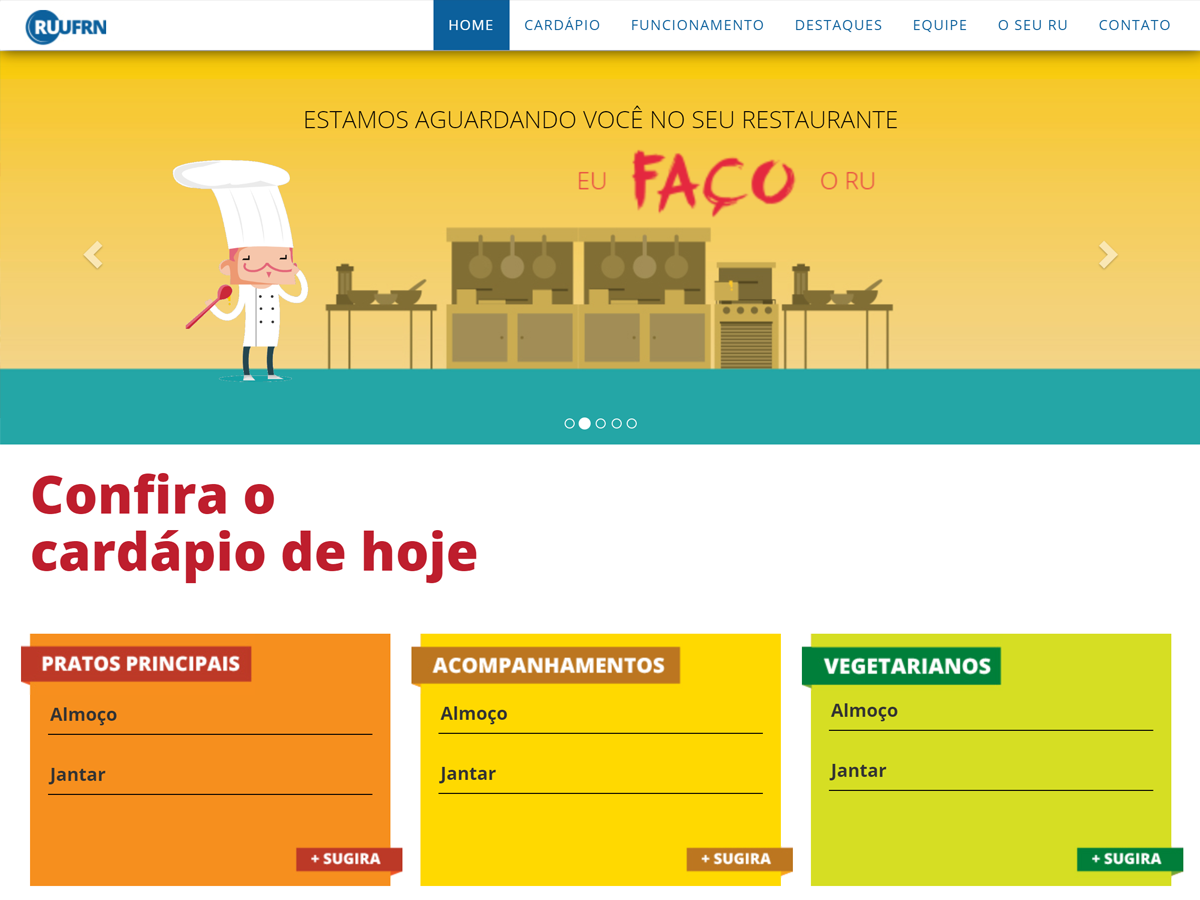 RUUFRN
HOME CARDÁPIO FUNCIONAMENTO DESTAQUES EQUIPE O SEU RU CONTATO
ESTAMOS AGUARDANDO VOCÊ NO SEU RESTAURANTE
EU FAÇO O RU
Confira o
cardápio de hoje
PRATOS PRINCIPAIS
Almoço
Jantar
+ SUGIRA
ACOMPANHAMENTOS
Almoço
Jantar
+ SUGIRA
VEGETARIANOS
Almoço
Jantar
+ SUGIRA